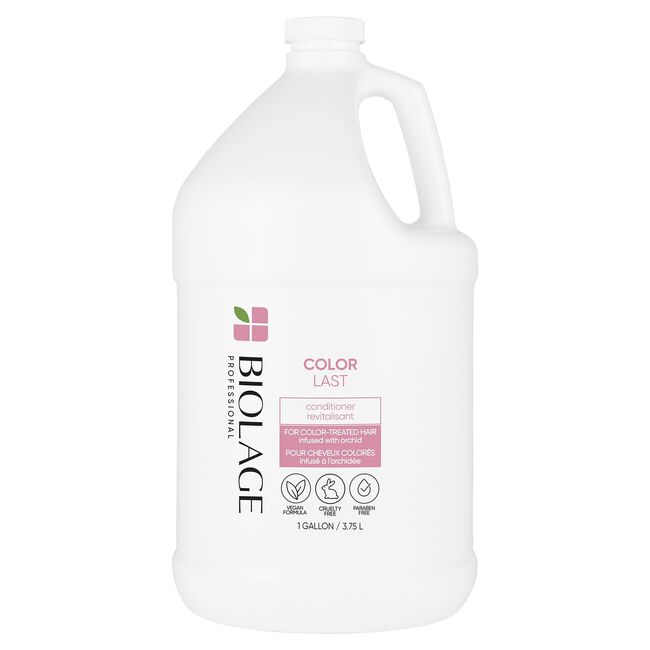 BIOLAGE
PROFESSIONAL
COLOR
LAST
conditioner
revitalisant
FOR COLOR-TREATED HAIR
infused with orchid
POUR CHEVEUX COLORÉS
infusé à l'orchidée
VEGAN
FORMULA
CRUELTY
FREE
PARABEN
FREE
1 GALLON / 3.75 L